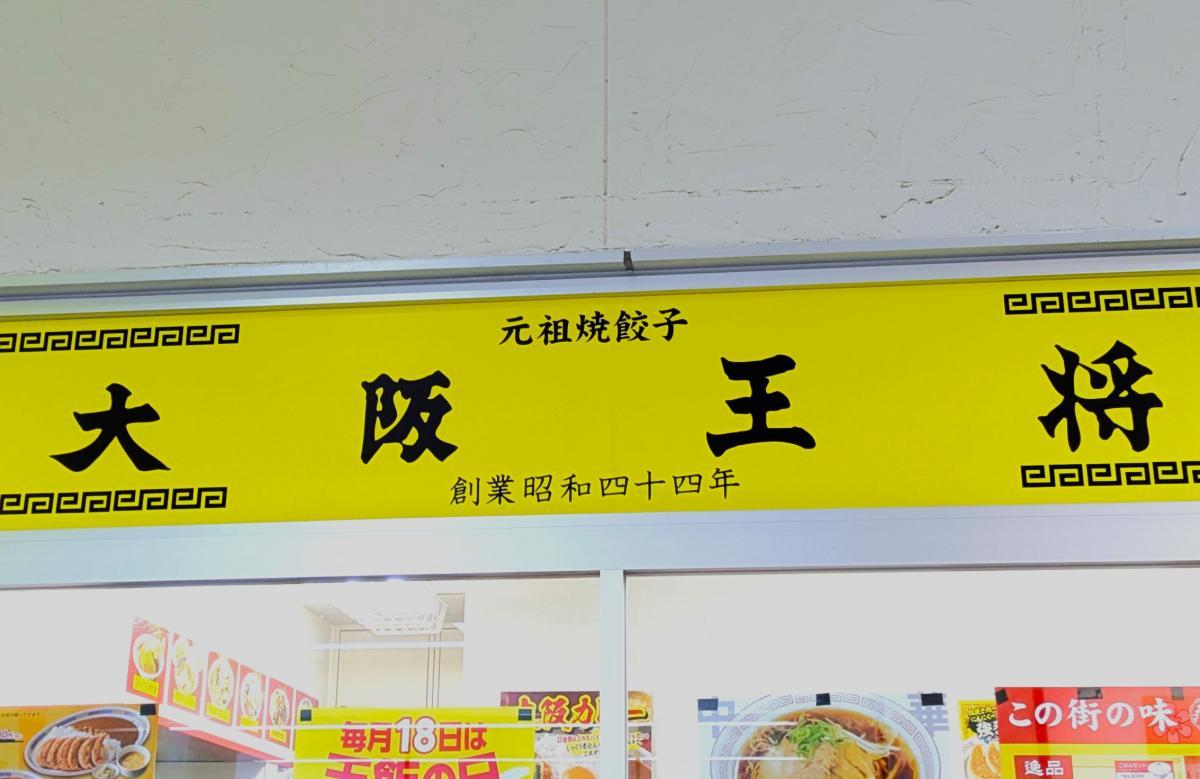 元祖焼餃子
大阪王将
創業昭和四十四年
毎月18日は
この街の味
逸品